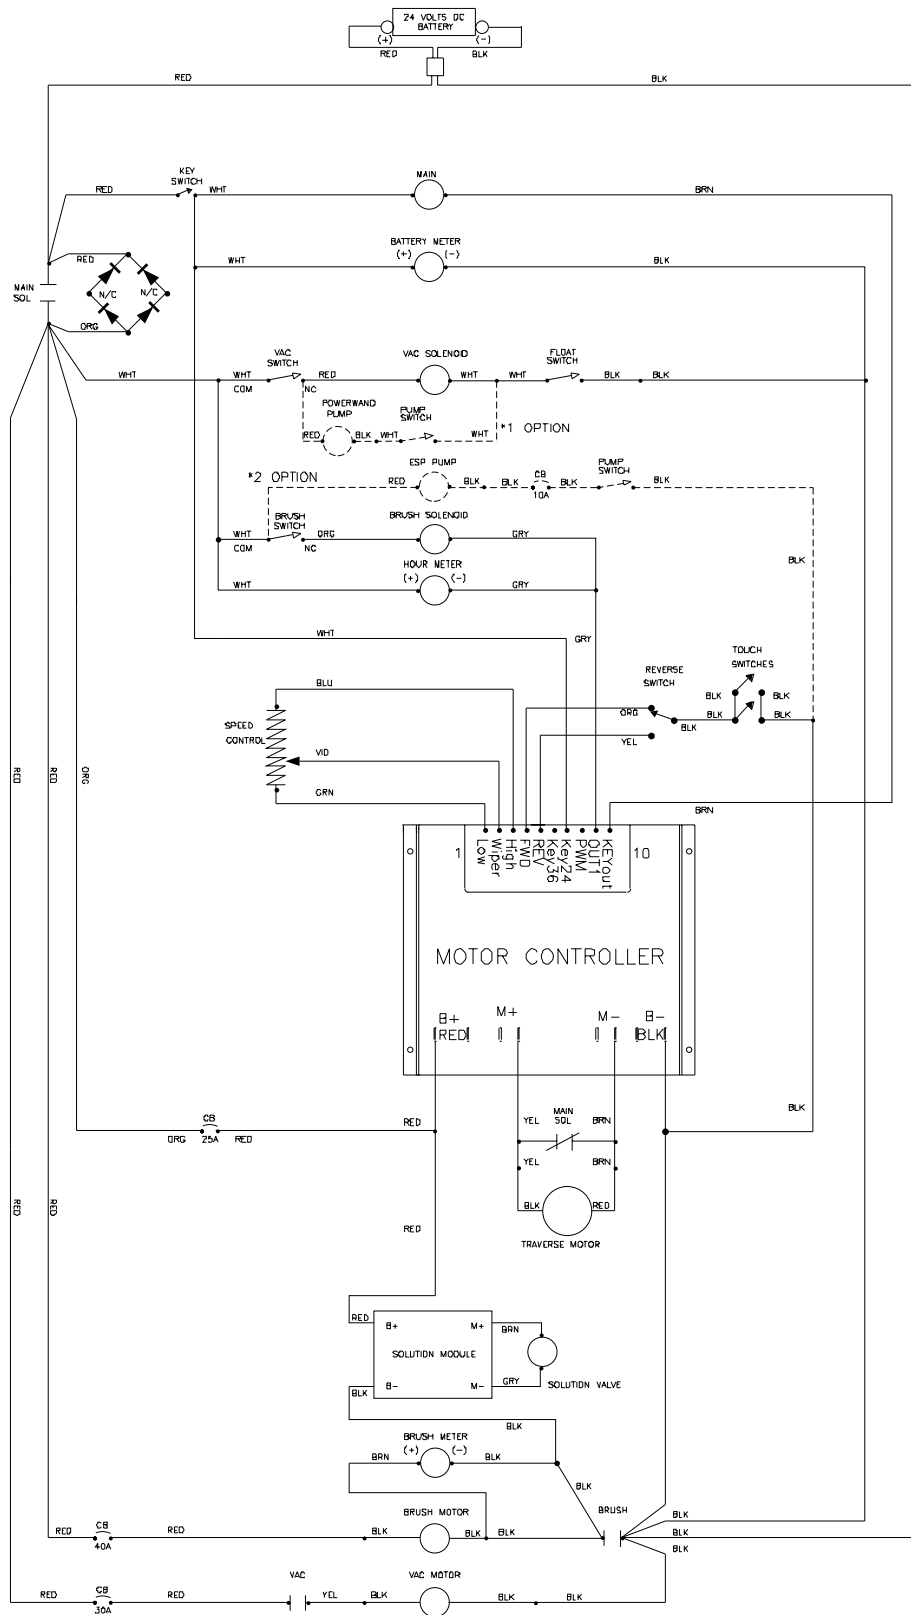 24 VOLTS DC
BATTERY
(+) (-)
RED BLK
RED BLK
KEY
SWITCH
MAIN
RED WHT BRN
BATTERY METER
(+) (-)
RED WHT BLK
MAIN
SOL
N/C N/C
ORG
VAC
SWITCH
VAC SOLENOID
FLOAT
SWITCH
WHT WHT RED WHT WHT BLK BLK
COM NC
POWERWAND
PUMP
PUMP
SWITCH
*1 OPTION
RED BLK WHT WHT
ESP PUMP
PUMP
SWITCH
*2 OPTION
RED BLK BLK CB BLK BLK
10A
BRUSH
SWITCH
BRUSH SOLENOID
WHT ORG GRY
COM NC
HOUR METER
(+) (-)
BLK
WHT GRY
WHT GRY
TOUCH
SWITCHES
REVERSE
SWITCH
BLU
BLK BLK
ORG BLK BLK BLK
SPEED
CONTROL
VIO
YEL
RED RED ORG
GRN
BRN
1 10
Low
Wiper
High
FWD
REV
Key36
Key24
PWM
OUT1
KEYout
MOTOR CONTROLLER
B+ M+ M- B-
RED BLK
CB
25A
ORG RED
RED YEL MAIN
SOL BRN
BLK
YEL BRN
RED RED
BLK RED
RED
TRAVERSE MOTOR
RED
B+ M+
BRN
SOLUTION MODULE
B- M-
BLK GRY
SOLUTION VALVE
BLK
BRUSH METER
(+) (-)
BRN BLK
BLK
BRUSH MOTOR
BRUSH
BLK
RED CB RED BLK BLK BLK BLK
40A
BLK
VAC
VAC MOTOR
RED CB RED YEL BLK BLK BLK
30A